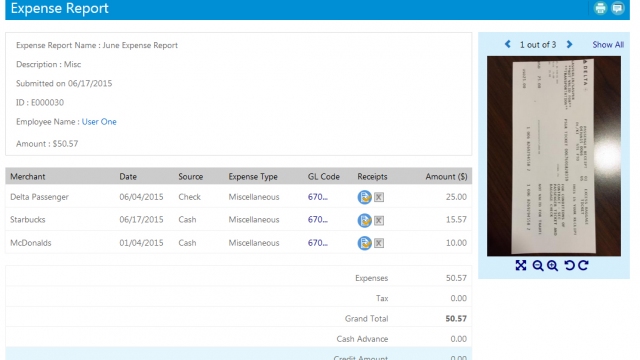 Expense Report
Expense Report Name : June Expense Report
Description : Misc
Submitted on 06/17/2015
ID : E000030
Employee Name : User One
Amount : $50.57
Merchant Date Source Expense Type GL Code Receipts Amount ($)
Delta Passenger 06/04/2015 Check Miscellaneous 670... 25.00
Starbucks 06/17/2015 Cash Miscellaneous 670... 15.57
McDonalds 01/04/2015 Cash Miscellaneous 670... 10.00
Expenses 50.57
Tax 0.00
Grand Total 50.57
Cash Advance 0.00
Credit Amount 0.00
1 out of 3 Show All
DELTA